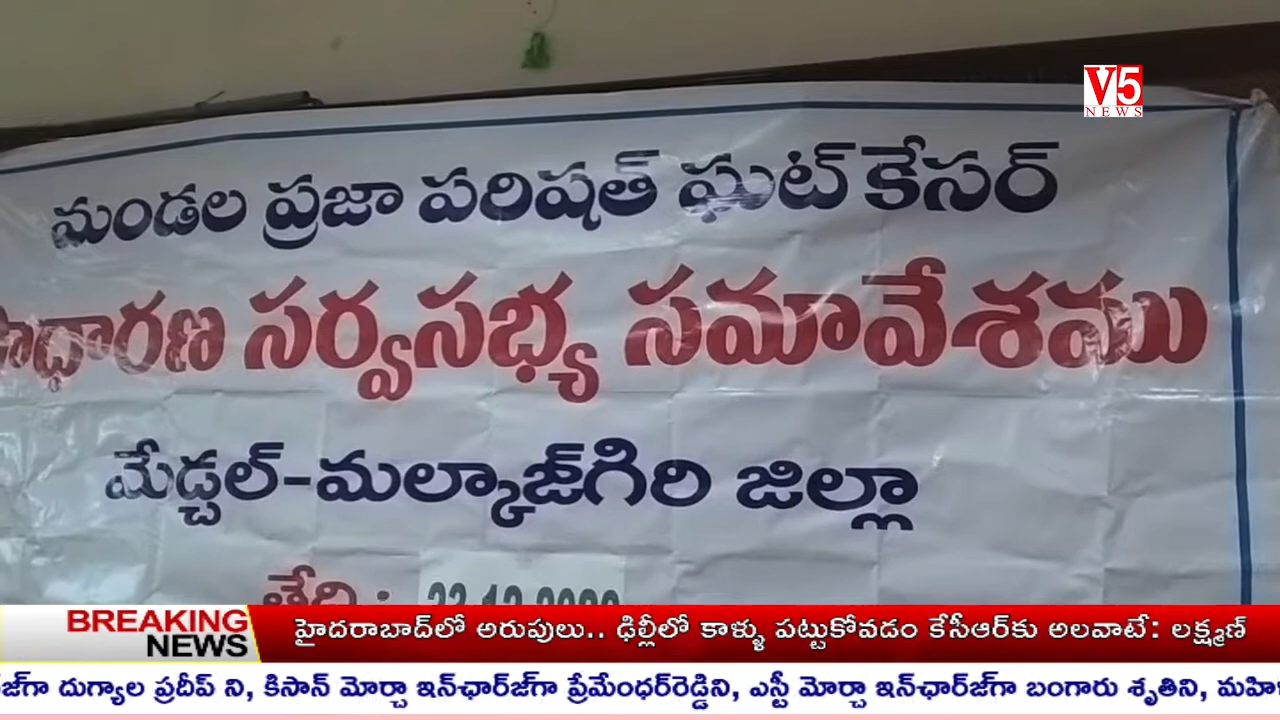 V5
NEWS
మండల ప్రజా పరిషత్ ఘట్ కేసర్
సర్వసభ్య సమావేశము
మేడ్చల్-మల్కాజ్‌గిరి జిల్లా
తేది :
BREAKING
NEWS
హైదరాబాద్‌లో అరుపులు.. ఢిల్లీలో కాళ్ళు పట్టుకోవడం కేసీఆర్‌కు అలవాటే: లక్ష్మణ్
దుగ్యాల ప్రదీప్ ని, కిసాన్ మోర్చా ఇన్‌ఛార్జ్‌గా ప్రేమేంధర్‌రెడ్డిని, ఎస్టీ మోర్చా ఇన్‌ఛార్జ్‌గా బంగారు శృతిని,